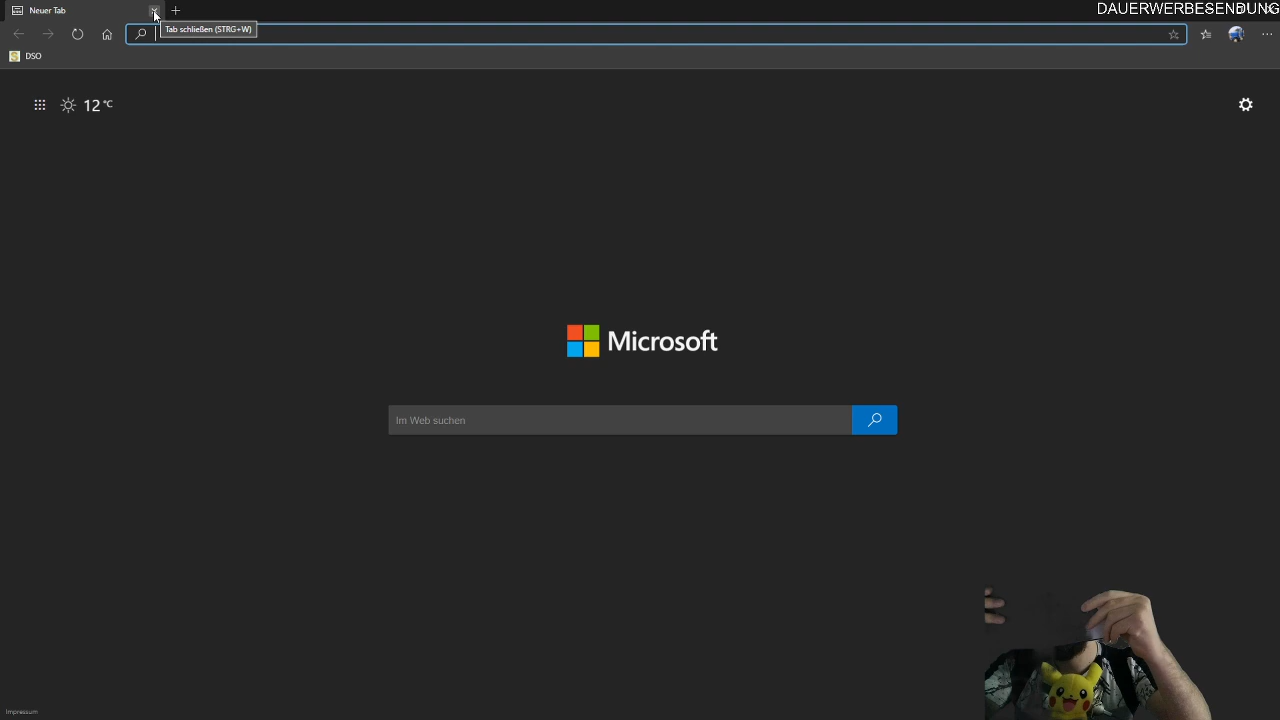 Neuer Tab
DAUERWERBESENDUNG
Tab schließen (STRG+W)
DSO
12 °C
Microsoft
Im Web suchen
Impressum